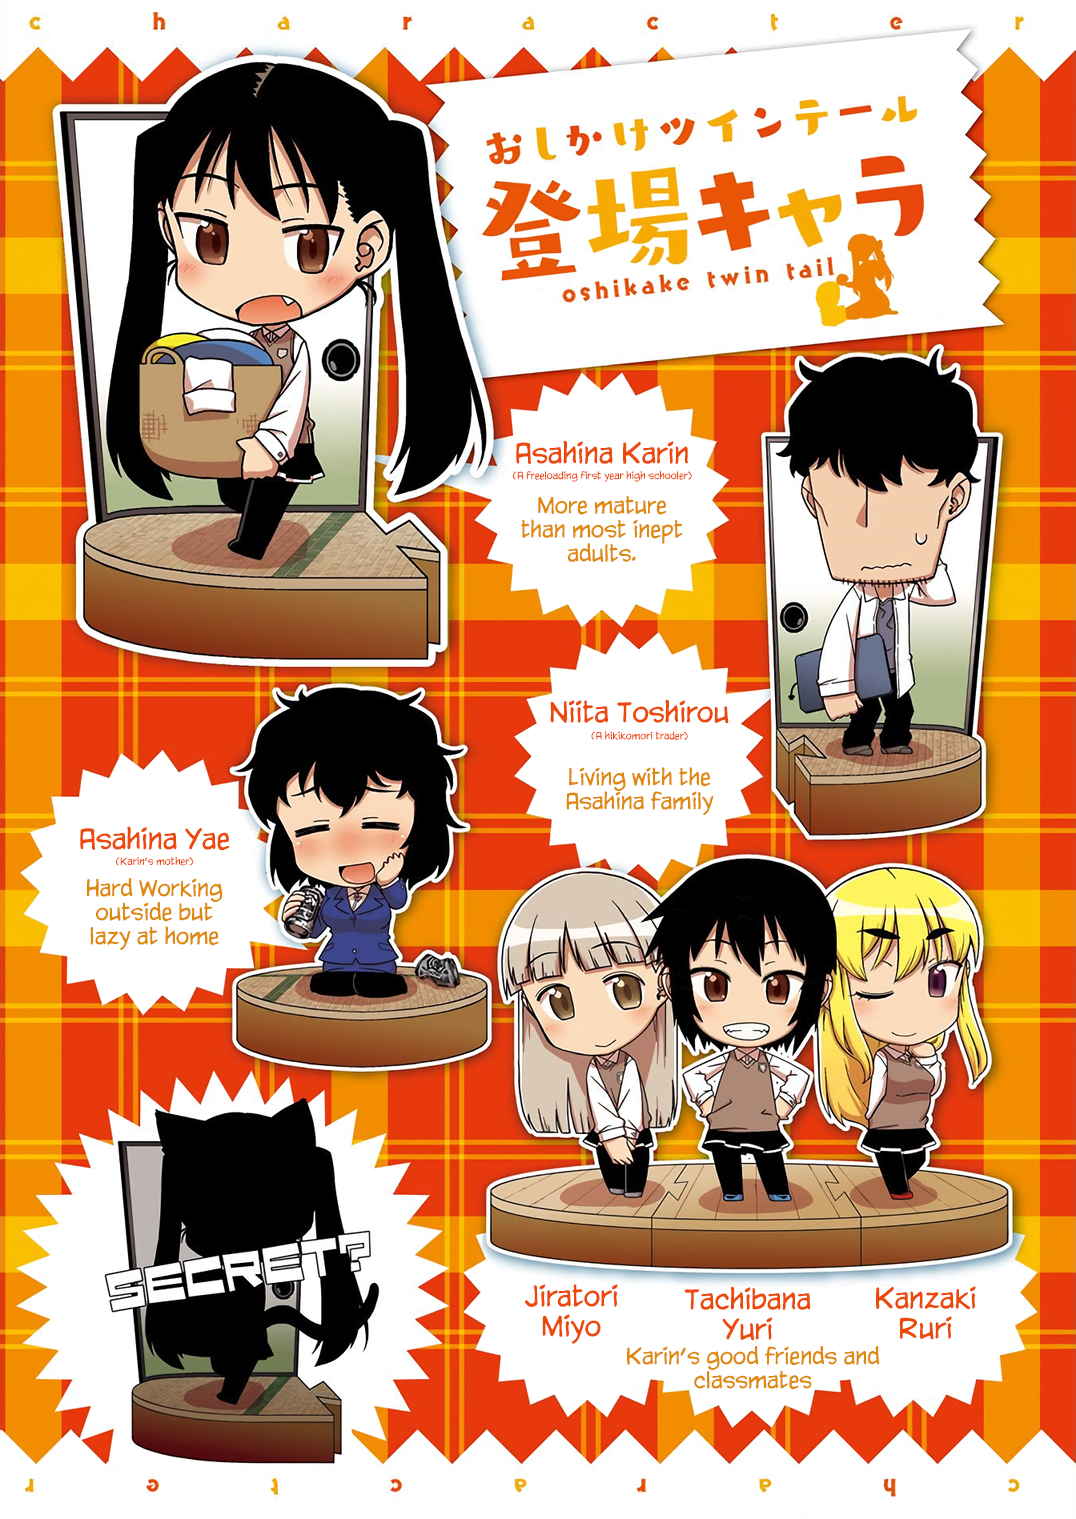 character
おしかけツインテール
登場キャラ
oshikake twin tail
Asahina Karin
(A freeloading first year high schooler)
More mature
than most inept
adults.
Niita Toshirou
(A hikikomori trader)
Living with the
Asahina family
Asahina Yae
(Karin's mother)
Hard Working
outside but
lazy at home
SECRET?
Jiratori
Miyo
Tachibana
Yuri
Kanzaki
Ruri
Karin's good friends and
classmates
character